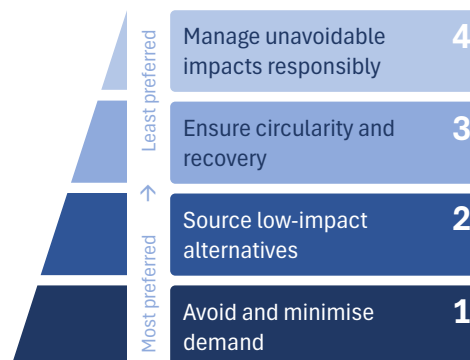 Manage unavoidable
impacts responsibly
4
Ensure circularity and
recovery
3
Source low-impact
alternatives
2
Avoid and minimise
demand
1
Least preferred
Most preferred